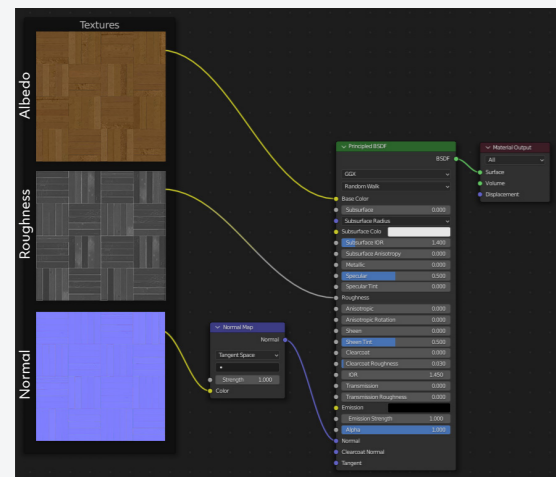 Textures
Albedo
Roughness
Normal
Normal Map
Normal
Tangent Space
Strength 1.000
Color
Principled BSDF
BSDF
GGX
Random Walk
Base Color
Subsurface 0.000
Subsurface Radius
Subsurface Colo
Subsurface IOR 1.400
Subsurface Anisotropy 0.000
Metallic 0.000
Specular 0.500
Specular Tint 0.000
Roughness
Anisotropic 0.000
Anisotropic Rotation 0.000
Sheen 0.000
Sheen Tint 0.500
Clearcoat 0.000
Clearcoat Roughness 0.030
IOR 1.450
Transmission 0.000
Transmission Roughness 0.000
Emission
Emission Strength 1.000
Alpha 1.000
Normal
Clearcoat Normal
Tangent
Material Output
All
Surface
Volume
Displacement